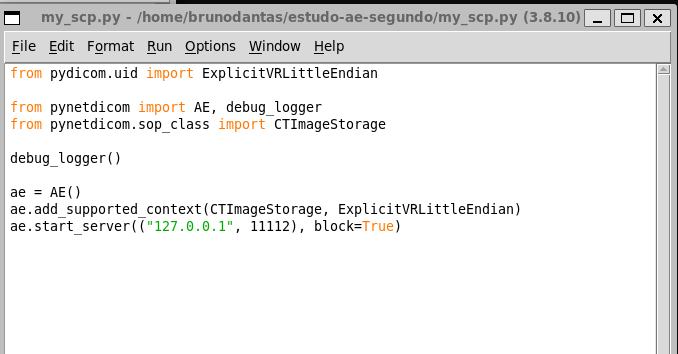 my_scp.py - /home/brunodantas/estudo-ae-segundo/my_scp.py (3.8.10)
File Edit Format Run Options Window Help
from pydicom.uid import ExplicitVRLittleEndian
from pynetdicom import AE, debug_logger
from pynetdicom.sop_class import CTImageStorage
debug_logger()
ae = AE()
ae.add_supported_context(CTImageStorage, ExplicitVRLittleEndian)
ae.start_server(("127.0.0.1", 11112), block=True)